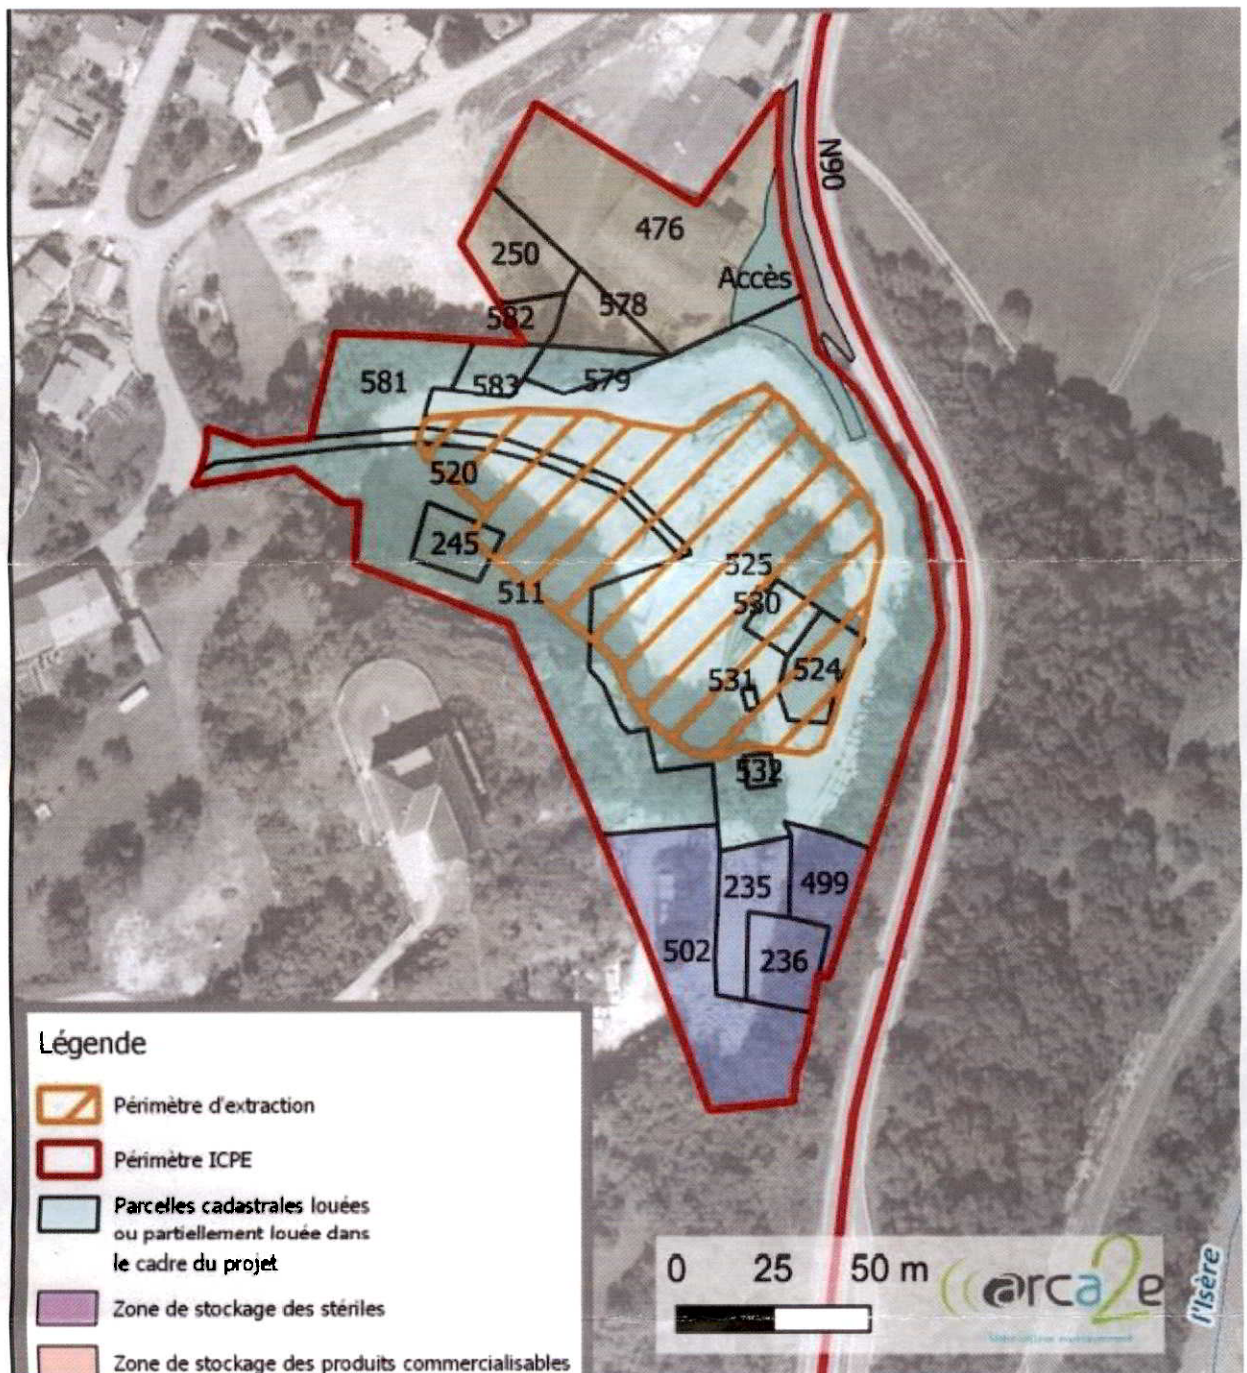 N90
476
250
Accès
578
582
581
583
579
520
245
511
525
530
531
524
532
235
499
502
236
Légende
Périmètre d'extraction
Périmètre ICPE
Parcelles cadastrales louées
ou partiellement louée dans
le cadre du projet
Zone de stockage des stériles
Zone de stockage des produits commercialisables
0 25 50 m
arca2e
l'Isère